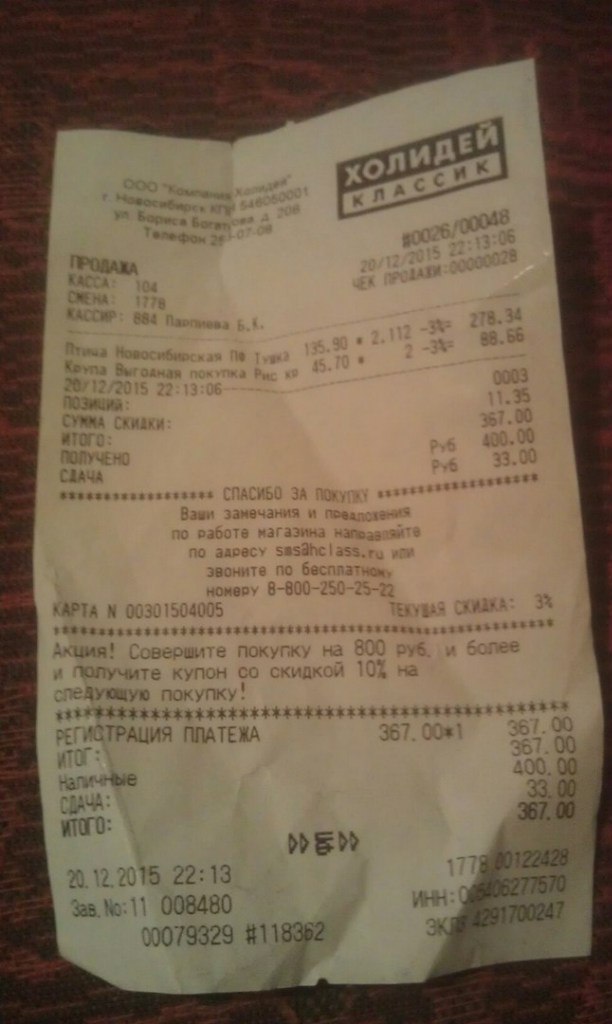 ХОЛИДЕЙ
КЛАССИК
ООО "Компания Холидей"
г. Новосибирск КПП 546050001
ул. Бориса Богаткова д. 208
Телефон
#0026/00048
20/12/2015 22:13:06
ЧЕК ПРОДАЖИ:00000028
ПРОДАЖА
КАССА: 104
СМЕНА: 1778
КАССИР: 884 Парпиева Б.К.
Птица Новосибирская ПФ Тушка 135.90 * 2.112 -3%= 278.34
Крупа Выгодная покупка Рис кр 45.70 * 2 -3%= 88.66
20/12/2015 22:13:06
ПОЗИЦИЙ: 0003
СУММА СКИДКИ: 11.35
ИТОГО: 367.00
ПОЛУЧЕНО Руб 400.00
СДАЧА Руб 33.00
***************** СПАСИБО ЗА ПОКУПКУ *****************
Ваши замечания и предложения
по работе магазина направляйте
по адресу sms@hclass.ru или
звоните по бесплатному
номеру 8-800-250-25-22
КАРТА N 00301504005 ТЕКУЩАЯ СКИДКА: 3%
Акция! Совершите покупку на 800 руб. и более
и получите купон со скидкой 10% на
следующую покупку!
РЕГИСТРАЦИЯ ПЛАТЕЖА 367.00*1 367.00
ИТОГ: 367.00
Наличные 400.00
СДАЧА: 33.00
ИТОГО: 367.00
20.12.2015 22:13 1778 00122428
Зав.No:11 008480 ИНН:005406277570
00079329 #118362 ЭКЛЗ 4291700247